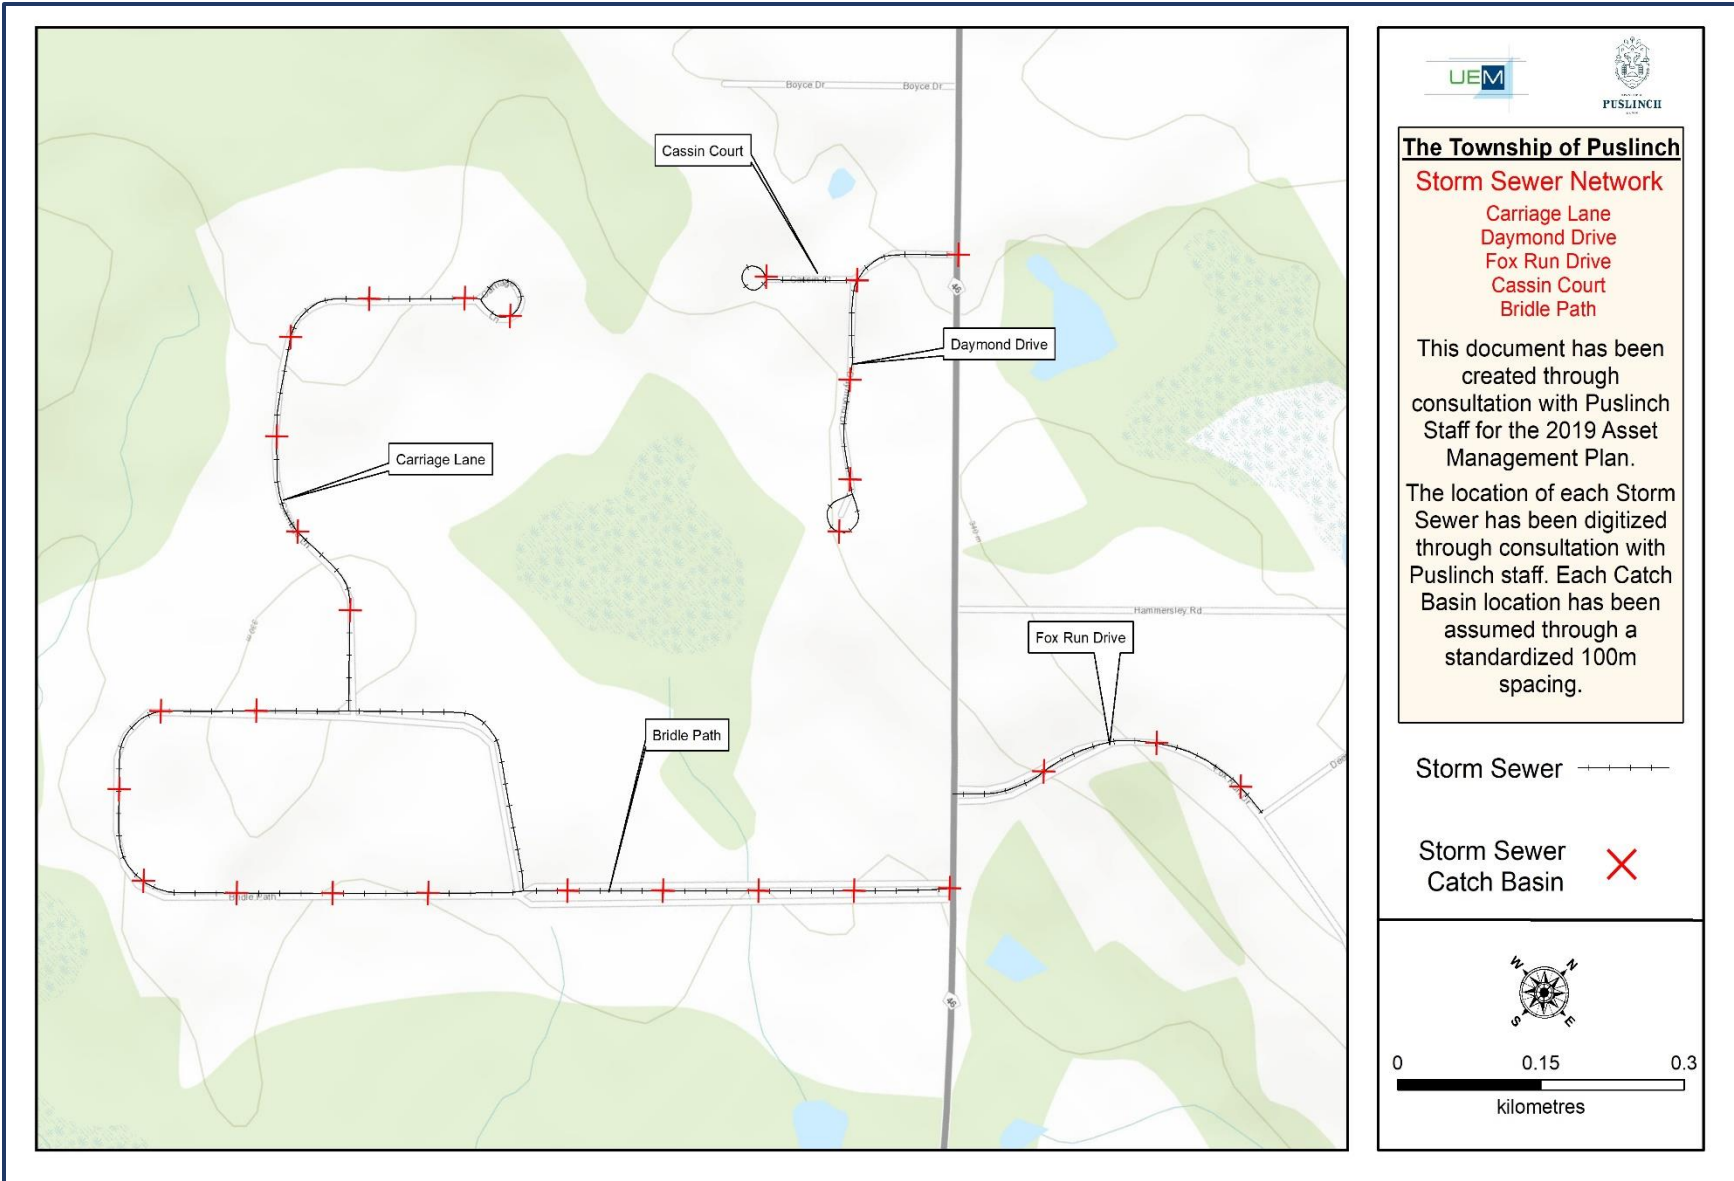 Boyce Dr
Boyce Dr
Cassin Court
46
Daymond Drive
Carriage Lane
340 m
Hammersley Rd
330 m
Fox Run Drive
Bridle Path
Bridle Path
46
UEM
PUSLINCH
The Township of Puslinch
Storm Sewer Network
Carriage Lane
Daymond Drive
Fox Run Drive
Cassin Court
Bridle Path
This document has been
created through
consultation with Puslinch
Staff for the 2019 Asset
Management Plan.
The location of each Storm
Sewer has been digitized
through consultation with
Puslinch staff. Each Catch
Basin location has been
assumed through a
standardized 100m
spacing.
Storm Sewer
Storm Sewer
Catch Basin
W N
S E
0 0.15 0.3
kilometres